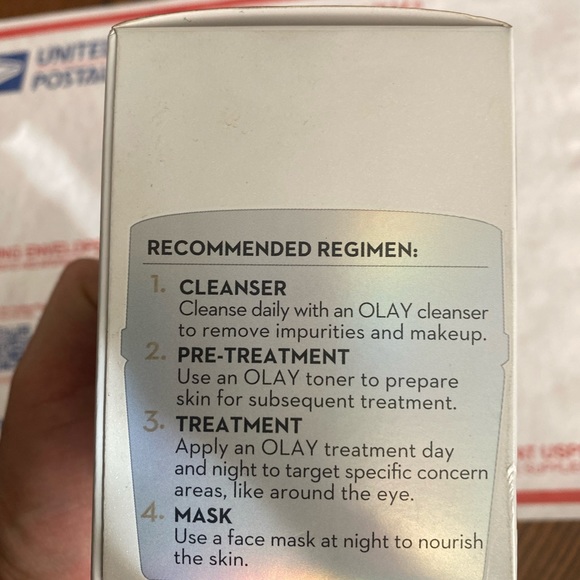 UNITED
POSTAL
RECOMMENDED REGIMEN:
1. CLEANSER
Cleanse daily with an OLAY cleanser
to remove impurities and makeup.
2. PRE-TREATMENT
Use an OLAY toner to prepare
skin for subsequent treatment.
3. TREATMENT
Apply an OLAY treatment day
and night to target specific concern
areas, like around the eye.
4. MASK
Use a face mask at night to nourish
the skin.